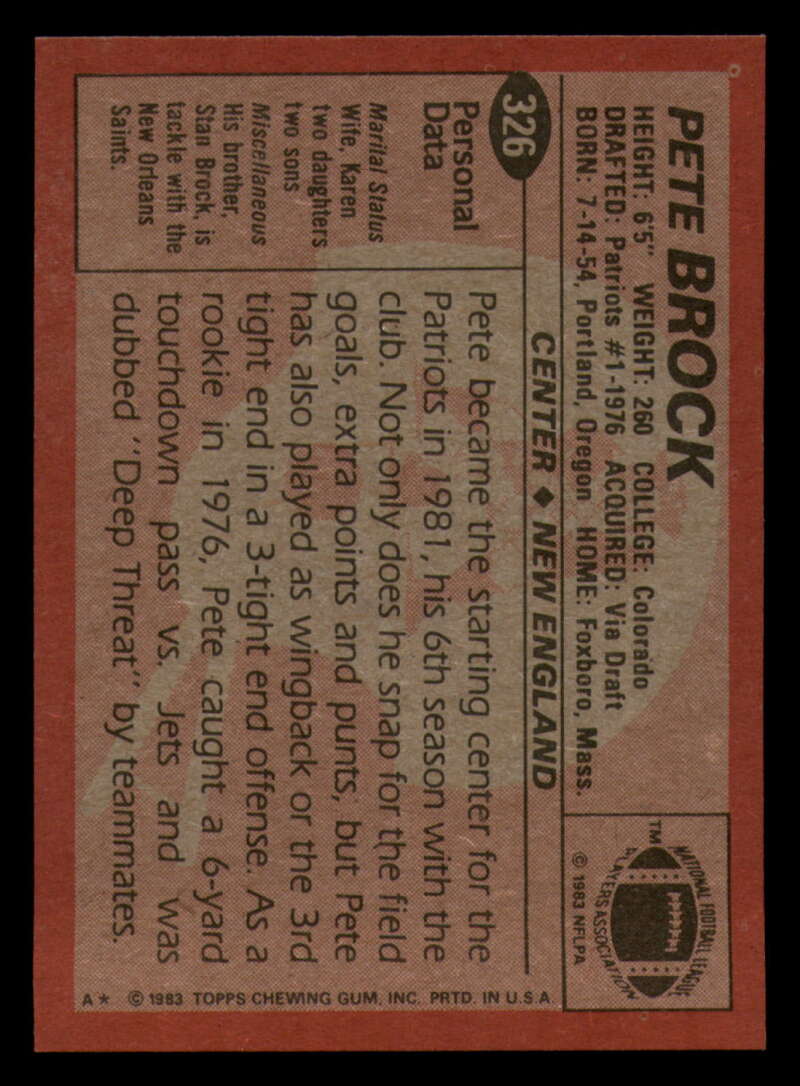 PETE BROCK
HEIGHT: 6'5" WEIGHT: 260 COLLEGE: Colorado
DRAFTED: Patriots #1-1976 ACQUIRED: Via Draft
BORN: 7-14-54, Portland, Oregon HOME: Foxboro, Mass.
NATIONAL FOOTBALL LEAGUE
PLAYERS ASSOCIATION
TM
© 1983 NFLPA
326
CENTER ◆ NEW ENGLAND
Personal
Data
Marital Status
Wife, Karen
two daughters
two sons
Miscellaneous
His brother,
Stan Brock, is
tackle with the
New Orleans
Saints.
Pete became the starting center for the
Patriots in 1981, his 6th season with the
club. Not only does he snap for the field
goals, extra points and punts, but Pete
has also played as wingback or the 3rd
tight end in a 3-tight end offense. As a
rookie in 1976, Pete caught a 6-yard
touchdown pass vs. Jets and was
dubbed "Deep Threat" by teammates.
A* © 1983 TOPPS CHEWING GUM, INC. PRTD. IN U.S.A.